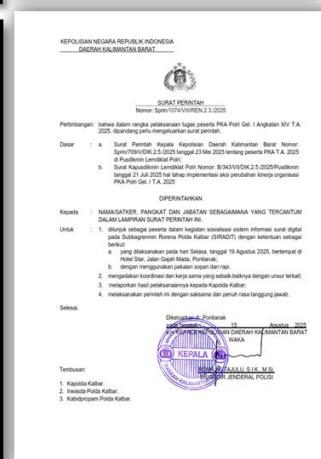 KEPOLISIAN NEGARA REPUBLIK INDONESIA
DAERAH KALIMANTAN BARAT
SURAT PERINTAH
Nomor: Sprin/1074/VIII/REN.2.3./2025
Pertimbangan: bahwa dalam rangka pelaksanaan tugas peserta PKA Polri Gel. I Angkatan XIV T.A.
2025, dipandang perlu mengeluarkan surat perintah.
Dasar : a. Surat Perintah Kepala Kepolisian Daerah Kalimantan Barat Nomor:
Sprin/709/V/DIK.2.5./2025 tanggal 23 Mei 2025 tentang peserta PKA T.A. 2025
di Pusdikmin Lemdiklat Polri;
b. Surat Kapusdikmin Lemdiklat Polri Nomor: B/343/VII/DIK.2.5./2025/Pusdikmin
tanggal 21 Juli 2025 hal tahap implementasi aksi perubahan kinerja organisasi
PKA Polri Gel. I T.A. 2025
DIPERINTAHKAN
Kepada : NAMA/SATKER, PANGKAT DAN JABATAN SEBAGAIMANA YANG TERCANTUM
DALAM LAMPIRAN SURAT PERINTAH INI.
Untuk : 1. ditunjuk sebagai peserta dalam kegiatan sosialisasi sistem informasi surat digital
pada Subbagrenmin Rorena Polda Kalbar (SIRADIT) dengan ketentuan sebagai
berikut:
a. yang dilaksanakan pada hari Selasa, tanggal 19 Agustus 2025, bertempat di
Hotel Star, Jalan Gajah Mada, Pontianak;
b. dengan menggunakan pakaian sopan dan rapi.
2. mengadakan koordinasi dan kerja sama yang sebaik-baiknya dengan unsur terkait;
3. melaporkan hasil pelaksanaannya kepada Kapolda Kalbar.
4. melaksanakan perintah ini dengan saksama dan penuh rasa tanggung jawab.
Selesai.
Dikeluarkan di: Pontianak
pada tanggal 15 Agustus 2025
KEPOLISIAN DAERAH KALIMANTAN BARAT
WAKA
KEPALA
TAJULU, S.I.K., M.Si.
JENDERAL POLISI
Tembusan:
1. Kapolda Kalbar.
2. Irwasda Polda Kalbar.
3. Kabidpropam Polda Kalbar.